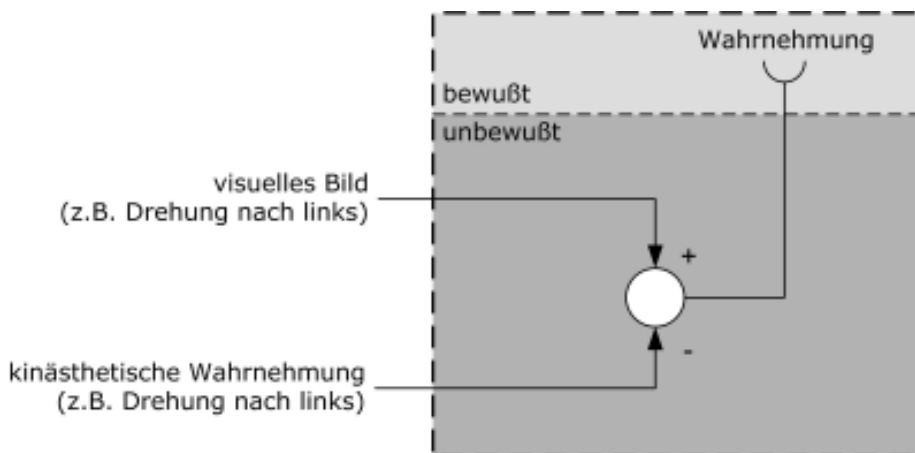 Wahrnehmung
bewußt
unbewußt
visuelles Bild
(z.B. Drehung nach links)
+
-
kinästhetische Wahrnehmung
(z.B. Drehung nach links)